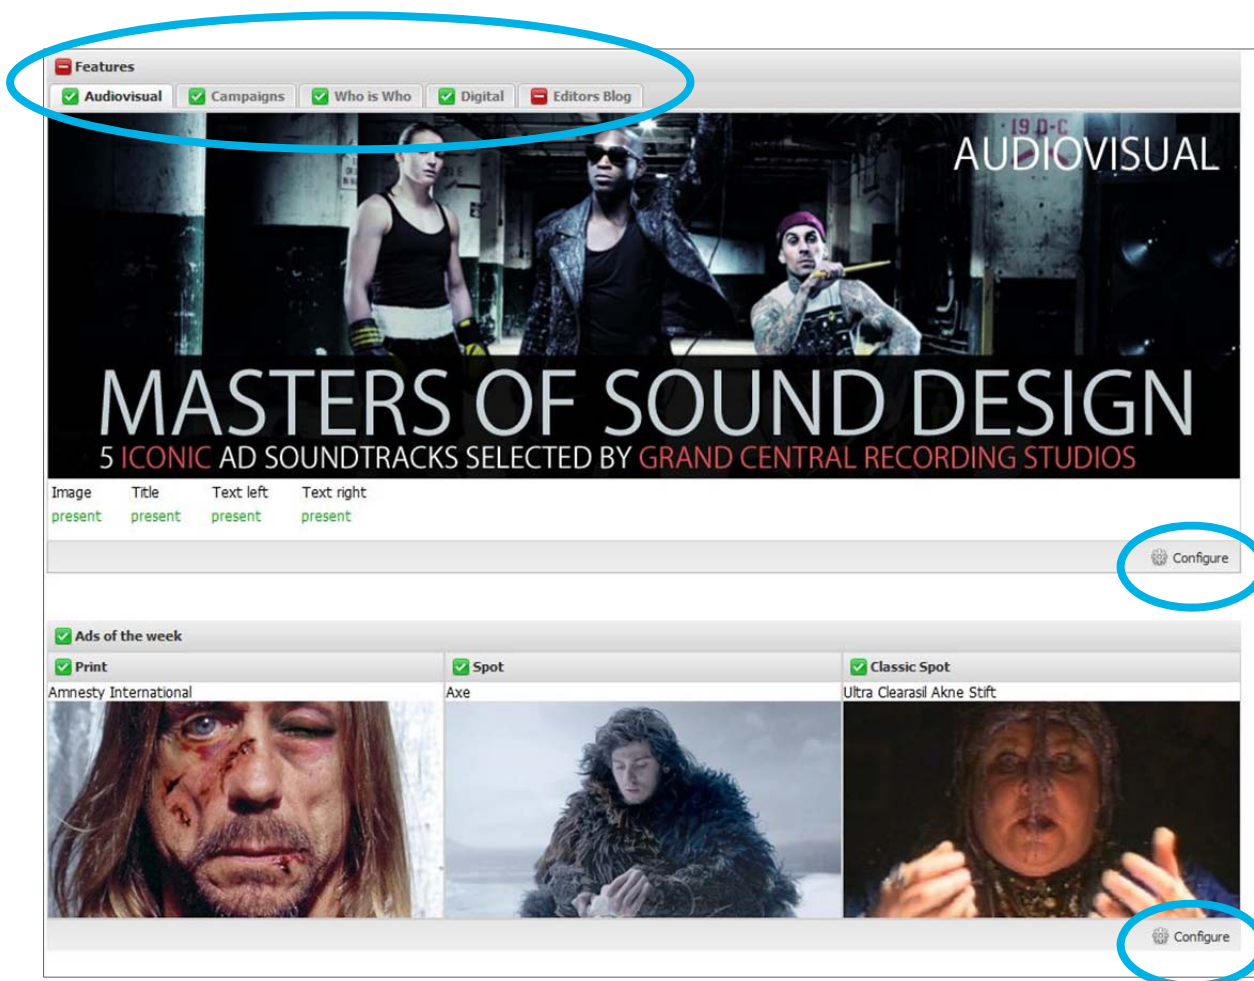 Features
Audiovisual Campaigns Who is Who Digital Editors Blog
19 D-C
AUDIOVISUAL
MASTERS OF SOUND DESIGN
5 ICONIC AD SOUNDTRACKS SELECTED BY GRAND CENTRAL RECORDING STUDIOS
Image Title Text left Text right
present present present present
Configure
Ads of the week
Print Spot Classic Spot
Amnesty International Axe Ultra Clearasil Akne Stift
Configure